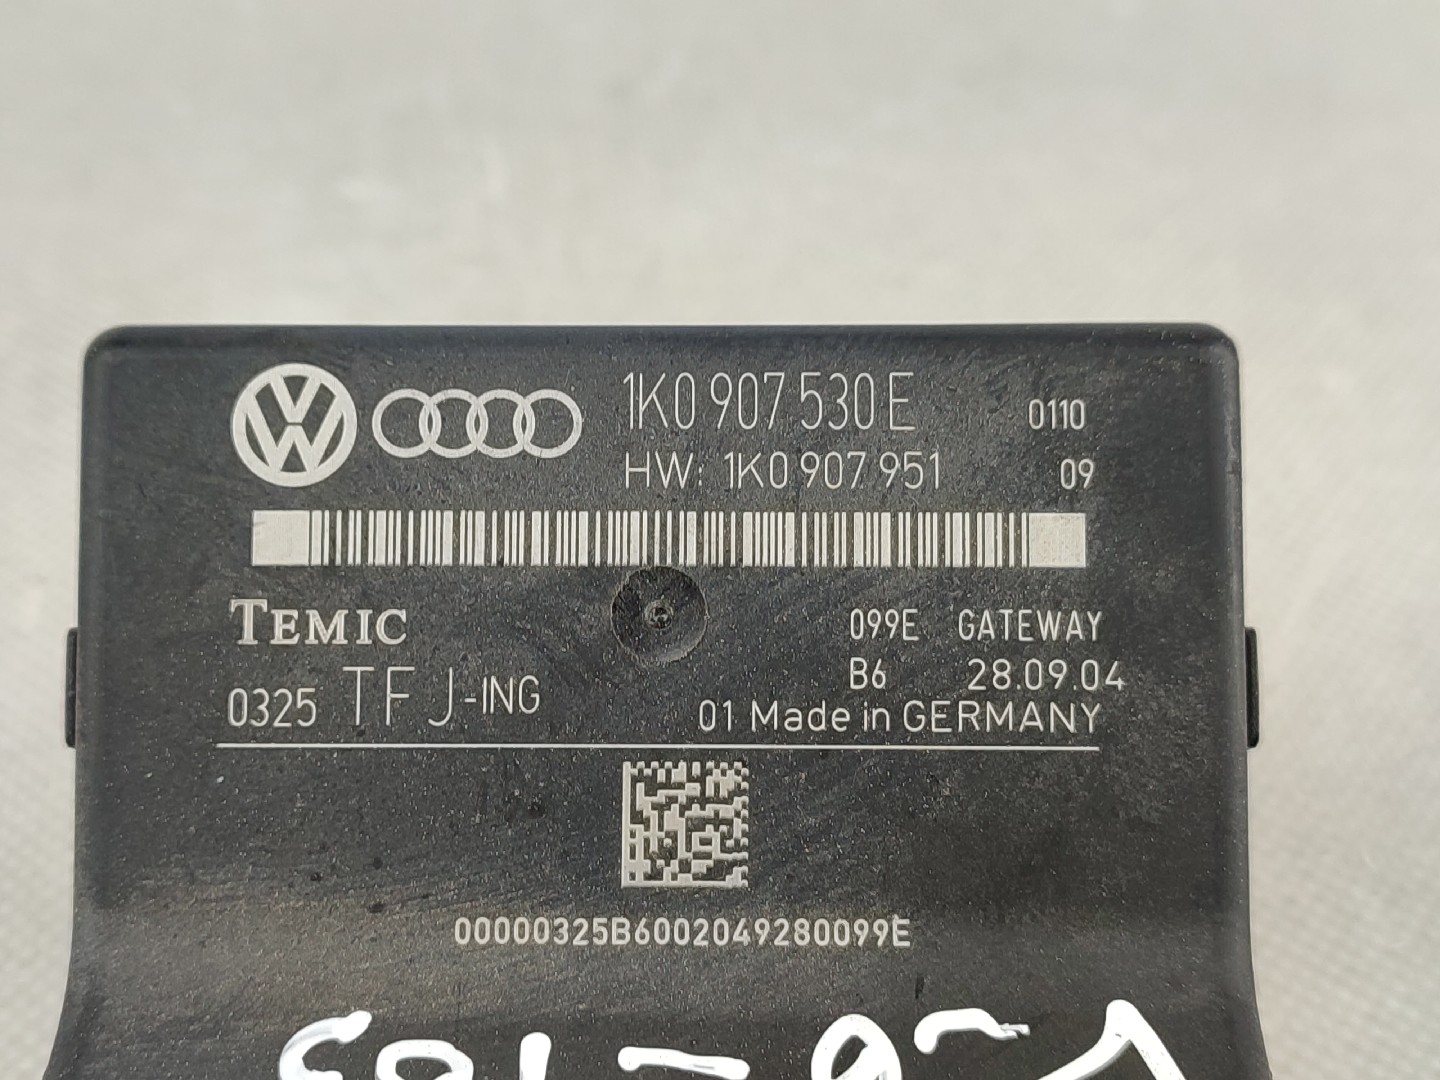 1K0 907 530 E 0110
HW: 1K0 907 951 09
TEMIC 099E GATEWAY
B6 28.09.04
0325 TFJ-ING 01 Made in GERMANY
00000325B6002049280099E